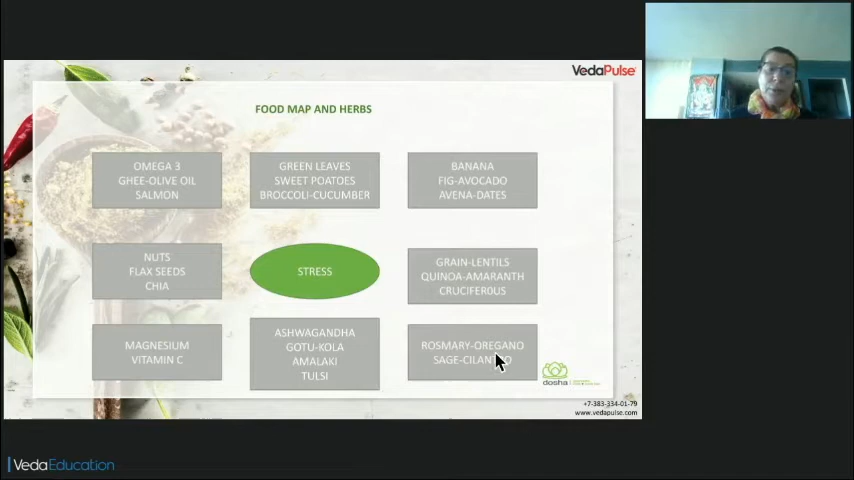 VedaPulse
FOOD MAP AND HERBS
OMEGA 3
GHEE-OLIVE OIL
SALMON
GREEN LEAVES
SWEET POATOES
BROCCOLI-CUCUMBER
BANANA
FIG-AVOCADO
AVENA-DATES
NUTS
FLAX SEEDS
CHIA
STRESS
GRAIN-LENTILS
QUINOA-AMARANTH
CRUCIFEROUS
MAGNESIUM
VITAMIN C
ASHWAGANDHA
GOTU-KOLA
AMALAKI
TULSI
ROSMARY-OREGANO
SAGE-CILANTRO
dosha
+7-383-334-01-79
www.vedapulse.com
VedaEducation